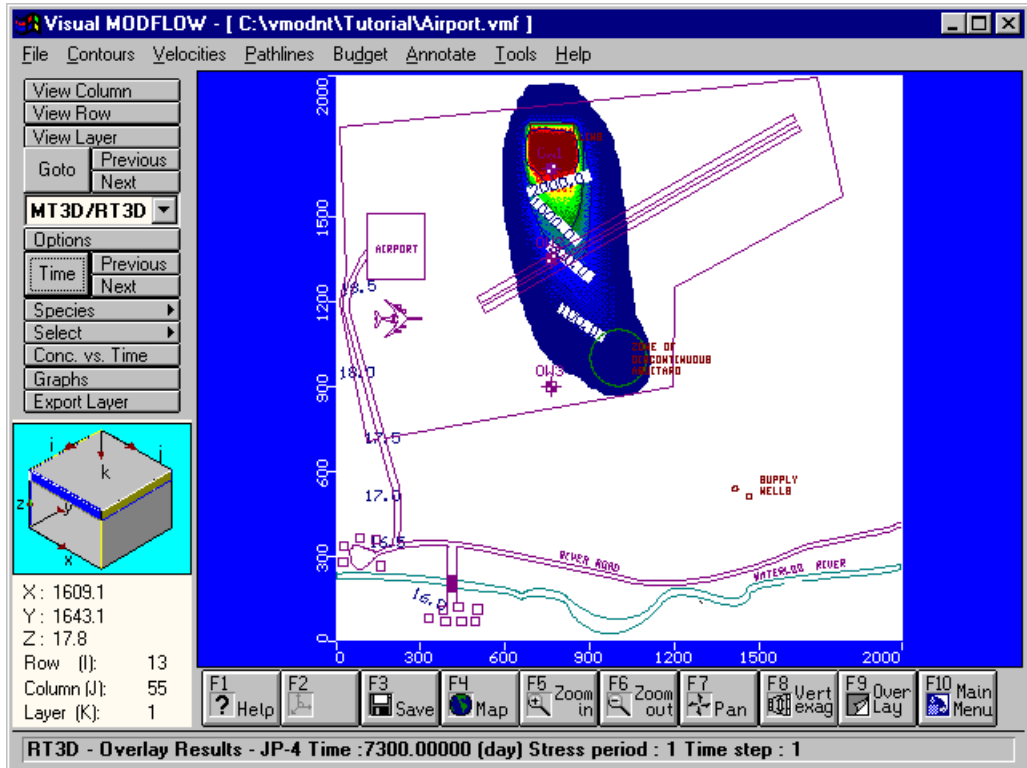 Visual MODFLOW - [ C:\vmodnt\Tutorial\Airport.vmf ]
File Contours Velocities Pathlines Budget Annotate Tools Help
View Column
View Row
View Layer
Goto
Previous
Next
MT3D/RT3D
Options
Time
Previous
Next
Species
Select
Conc. vs. Time
Graphs
Export Layer
i
j
k
z
y
x
X : 1609.1
Y : 1643.1
Z : 17.8
Row (I): 13
Column (J): 55
Layer (K): 1
2000
1500
1200
900
600
300
0
0 300 600 900 1200 1500 2000
2000.0
AIRPORT
18.0
17.5
17.0
16.5
16.0
OW3
ZONE OF
DISCONTINUOUS
AQUITARD
SUPPLY
WELLS
RIVER ROAD
WATERLOO RIVER
F1 Help
F2
F3 Save
F4 Map
F5 Zoom in
F6 Zoom out
F7 Pan
F8 Vert exag
F9 Over Lay
F10 Main Menu
RT3D - Overlay Results - JP-4 Time :7300.00000 (day) Stress period : 1 Time step : 1